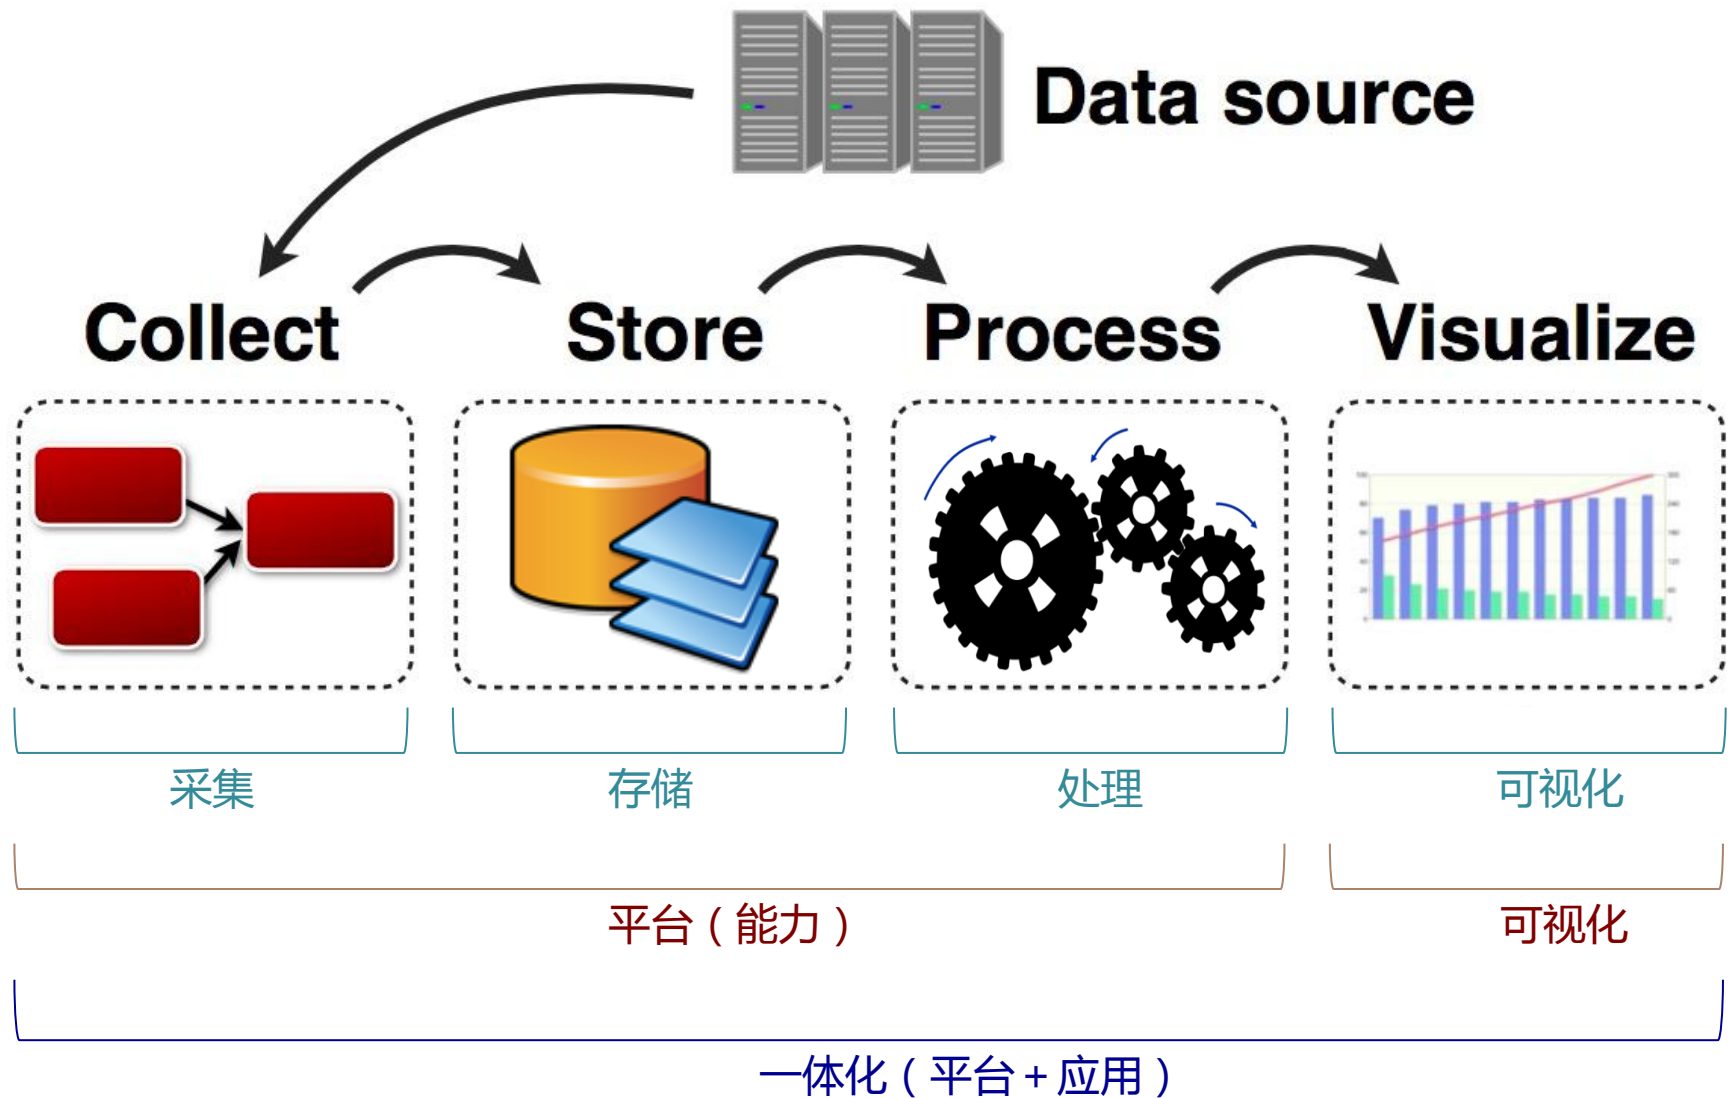 Data source
Collect
Store
Process
Visualize
采集
存储
处理
可视化
平台（能力）
可视化
一体化（平台+应用）